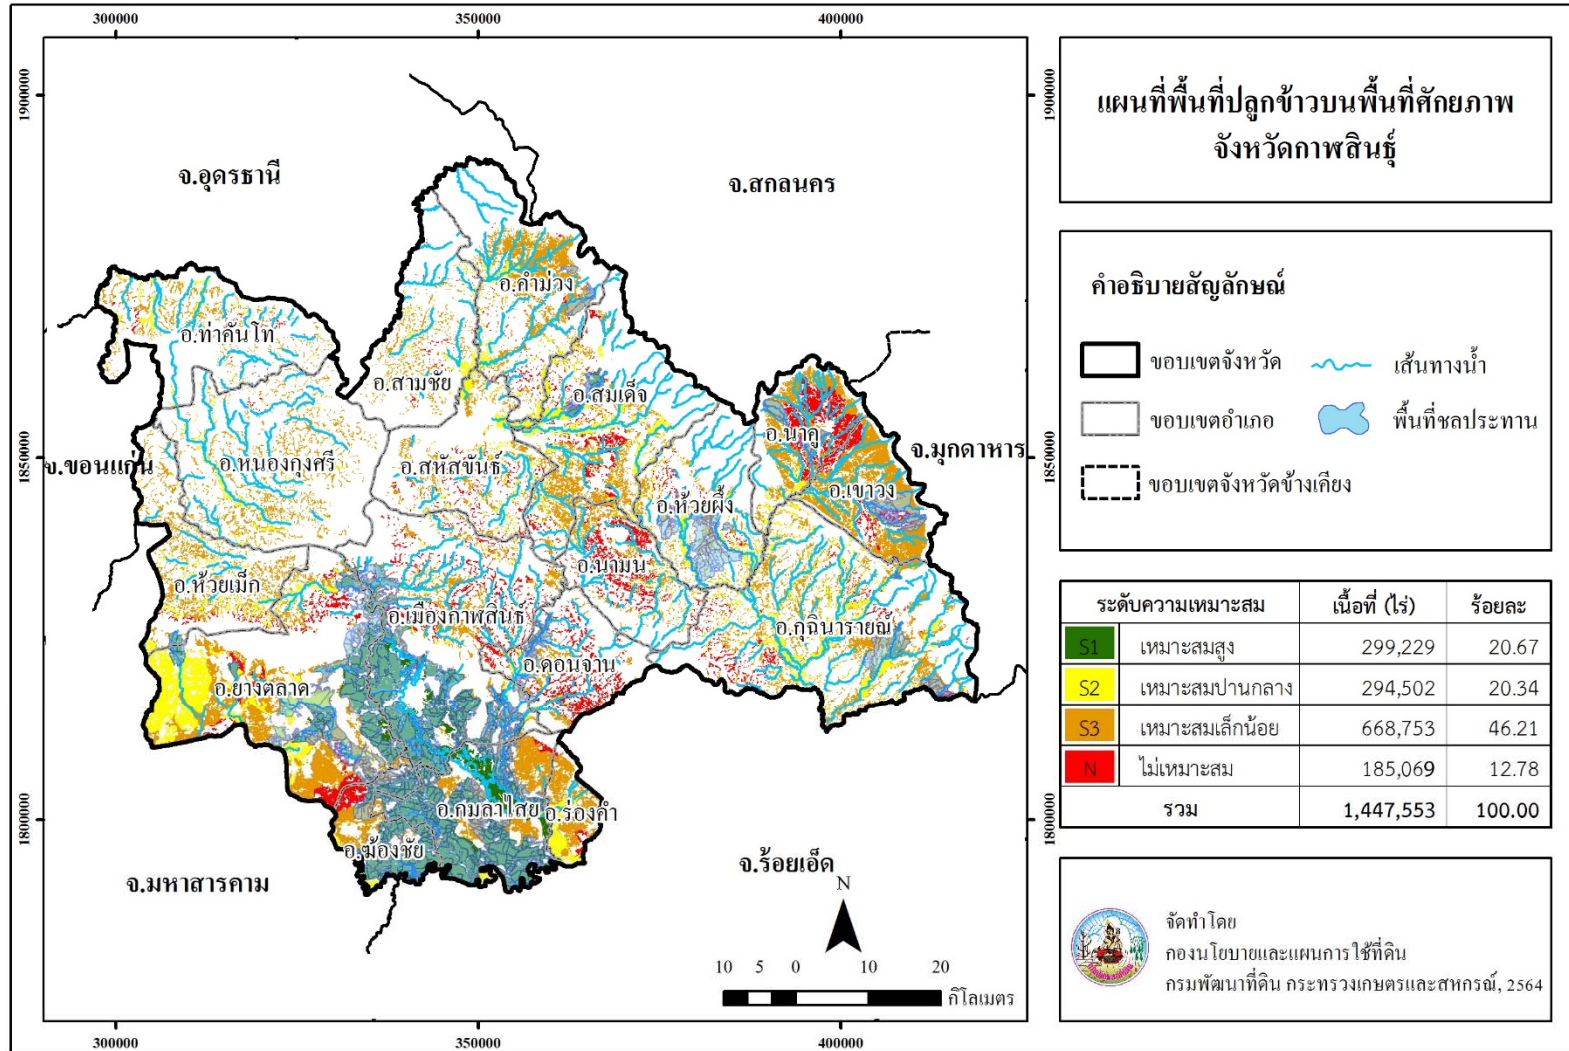 300000 350000 400000
1900000
1850000
1800000
1900000
1850000
1800000
300000 350000 400000
จ.อุดรธานี
จ.สกลนคร
จ.ขอนแก่น
จ.มุกดาหาร
จ.มหาสารคาม
จ.ร้อยเอ็ด
อ.คำม่วง
อ.ท่าคันโท
อ.สามชัย
อ.สมเด็จ
อ.นาคู
อ.หนองกุงศรี
อ.สหัสขันธ์
อ.เขาวง
อ.ห้วยผึ้ง
อ.ห้วยเม็ก
อ.นามน
อ.เมืองกาฬสินธุ์
อ.กุฉินารายณ์
อ.ดอนจาน
อ.ยางตลาด
อ.กมลาไสย
อ.ร่องคำ
อ.ฆ้องชัย
N
10 5 0 10 20
กิโลเมตร
แผนที่พื้นที่ปลูกข้าวบนพื้นที่ศักยภาพ
จังหวัดกาฬสินธุ์
คำอธิบายสัญลักษณ์
ขอบเขตจังหวัด เส้นทางน้ำ
ขอบเขตอำเภอ พื้นที่ชลประทาน
ขอบเขตจังหวัดข้างเคียง
ระดับความเหมาะสม เนื้อที่ (ไร่) ร้อยละ
S1 เหมาะสมสูง 299,229 20.67
S2 เหมาะสมปานกลาง 294,502 20.34
S3 เหมาะสมเล็กน้อย 668,753 46.21
N ไม่เหมาะสม 185,069 12.78
รวม 1,447,553 100.00
จัดทำโดย
กองนโยบายและแผนการใช้ที่ดิน
กรมพัฒนาที่ดิน กระทรวงเกษตรและสหกรณ์, 2564